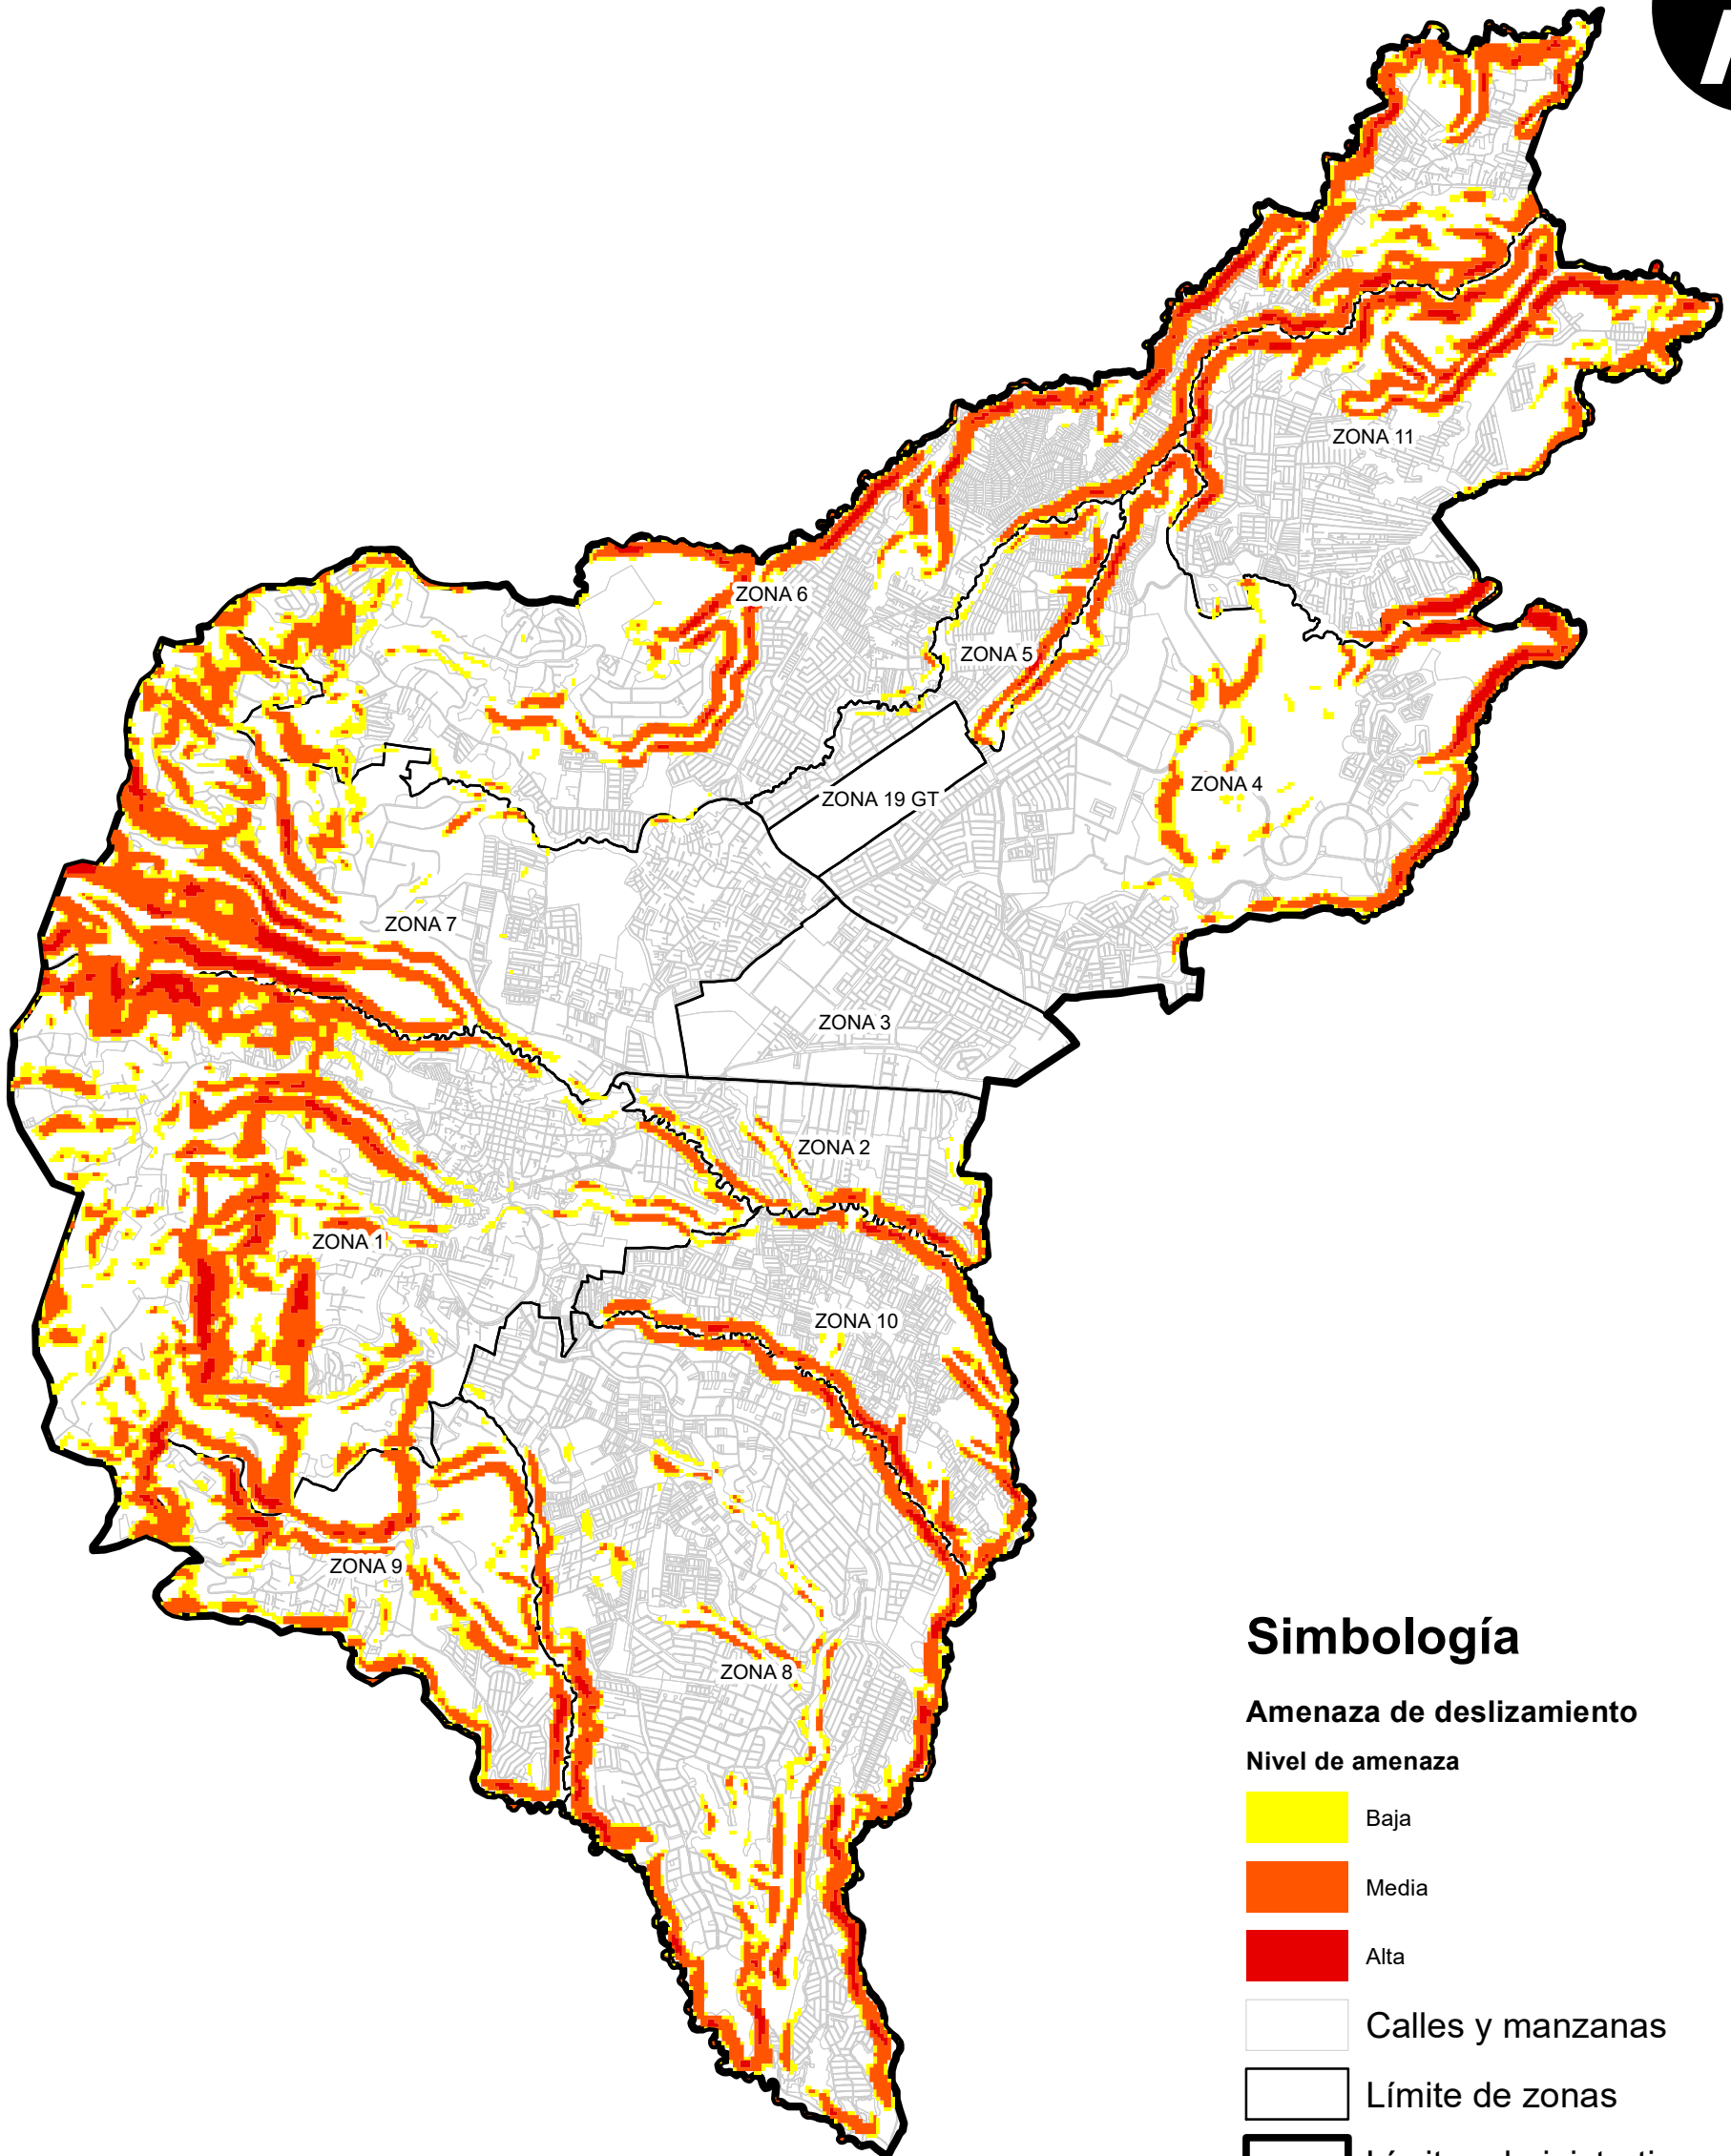 ZONA 11
ZONA 6
ZONA 5
ZONA 4
ZONA 19 GT
ZONA 7
ZONA 3
ZONA 2
ZONA 1
ZONA 10
ZONA 9
ZONA 8
Simbología
Amenaza de deslizamiento
Nivel de amenaza
Baja
Media
Alta
Calles y manzanas
Límite de zonas